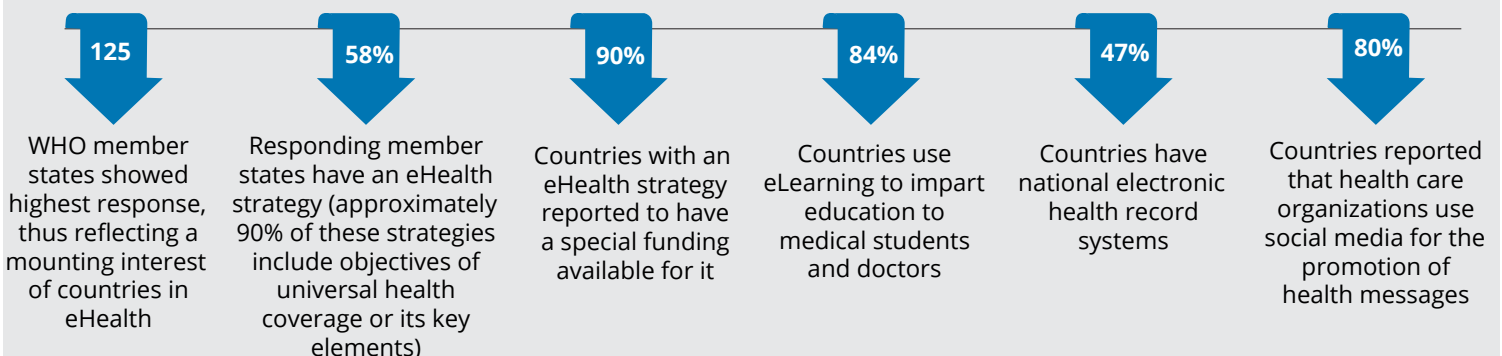 125
WHO member
states showed
highest response,
thus reflecting a
mounting interest
of countries in
eHealth
58%
Responding member
states have an eHealth
strategy (approximately
90% of these strategies
include objectives of
universal health
coverage or its key
elements)
90%
Countries with an
eHealth strategy
reported to have
a special funding
available for it
84%
Countries use
eLearning to impart
education to
medical students
and doctors
47%
Countries have
national electronic
health record
systems
80%
Countries reported
that health care
organizations use
social media for the
promotion of
health messages